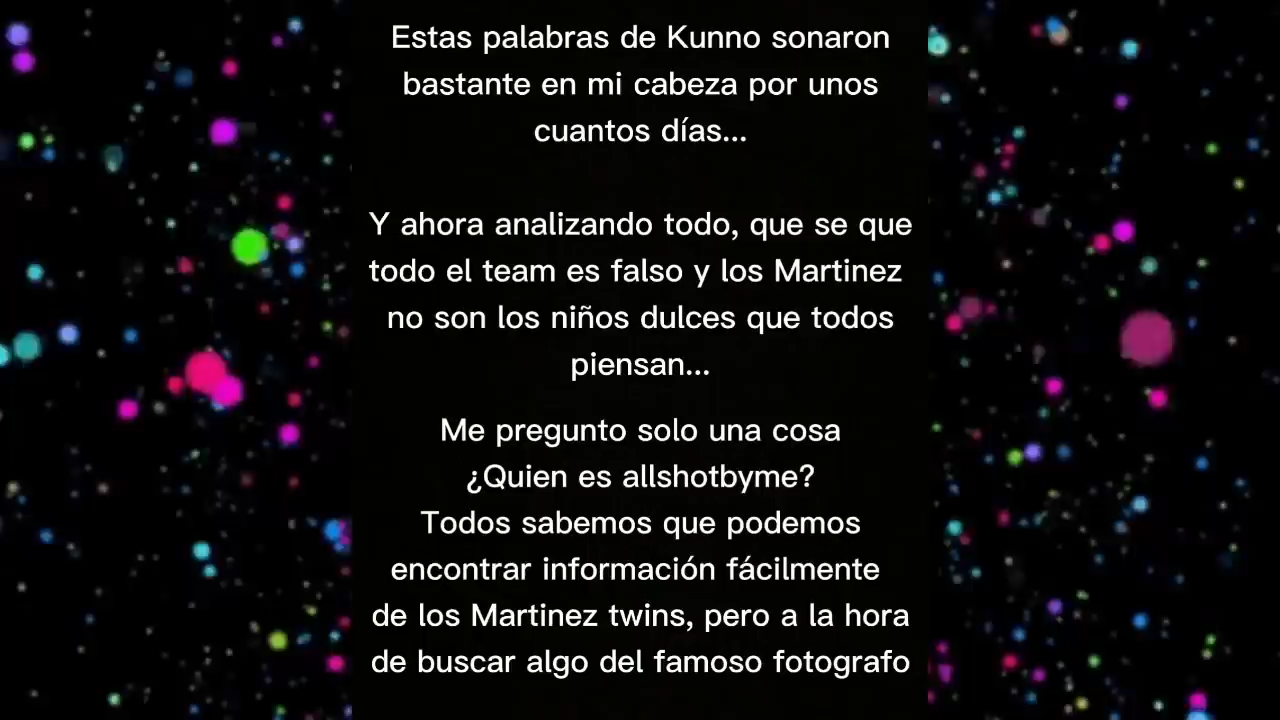 Estas palabras de Kunno sonaron
bastante en mi cabeza por unos
cuantos días...
Y ahora analizando todo, que se que
todo el team es falso y los Martinez
no son los niños dulces que todos
piensan...
Me pregunto solo una cosa
¿Quien es allshotbyme?
Todos sabemos que podemos
encontrar información fácilmente
de los Martinez twins, pero a la hora
de buscar algo del famoso fotografo